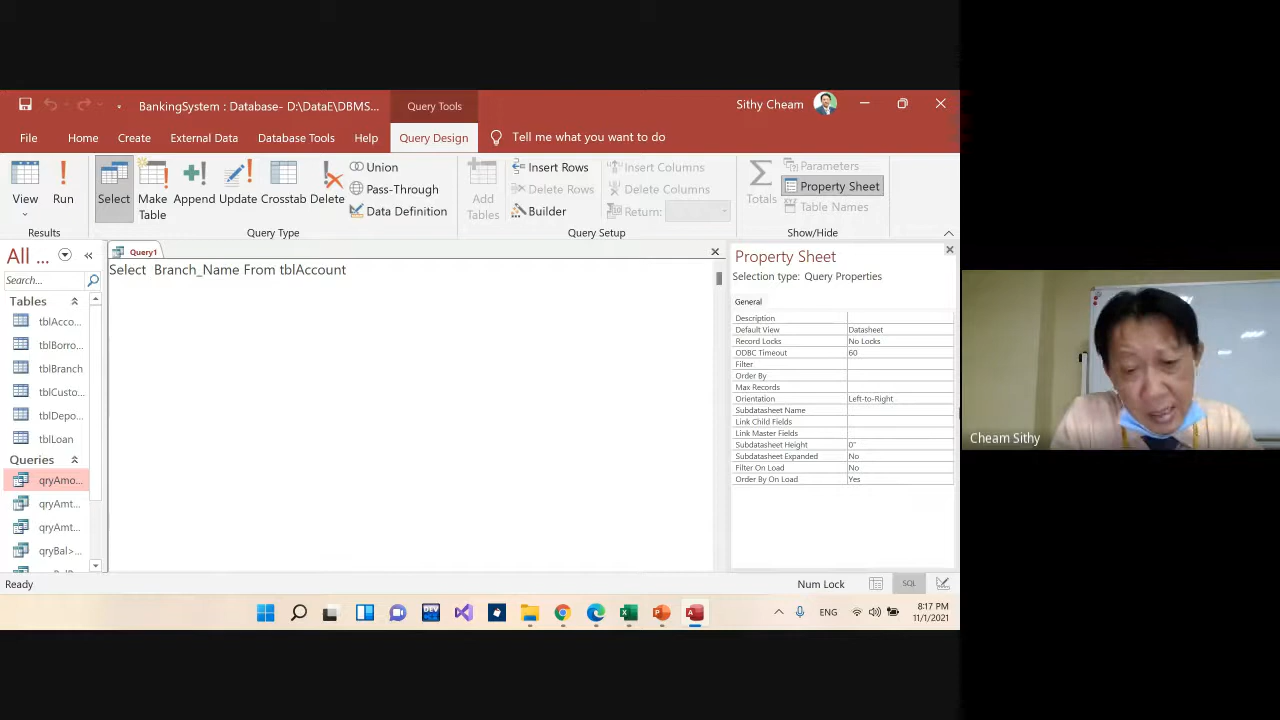 BankingSystem : Database- D:\DataE\DBMS...
Query Tools
Sithy Cheam
File
Home
Create
External Data
Database Tools
Help
Query Design
Tell me what you want to do
View
Run
Select
Make
Table
Append
Update
Crosstab
Delete
Union
Pass-Through
Data Definition
Add
Tables
Insert Rows
Delete Rows
Builder
Insert Columns
Delete Columns
Return:
Totals
Parameters
Property Sheet
Table Names
Results
Query Type
Query Setup
Show/Hide
All ...
Search...
Tables
tblAcco...
tblBorro...
tblBranch
tblCusto...
tblDepo...
tblLoan
Queries
qryAmo...
qryAmt...
qryAmt...
qryBal>...
Query1
Select  Branch_Name From tblAccount
Property Sheet
Selection type: Query Properties
General
Description
Default View Datasheet
Record Locks No Locks
ODBC Timeout 60
Filter
Order By
Max Records
Orientation Left-to-Right
Subdatasheet Name
Link Child Fields
Link Master Fields
Subdatasheet Height 0"
Subdatasheet Expanded No
Filter On Load No
Order By On Load Yes
Cheam Sithy
Ready
Num Lock
SQL
DEV
ENG
8:17 PM
11/1/2021